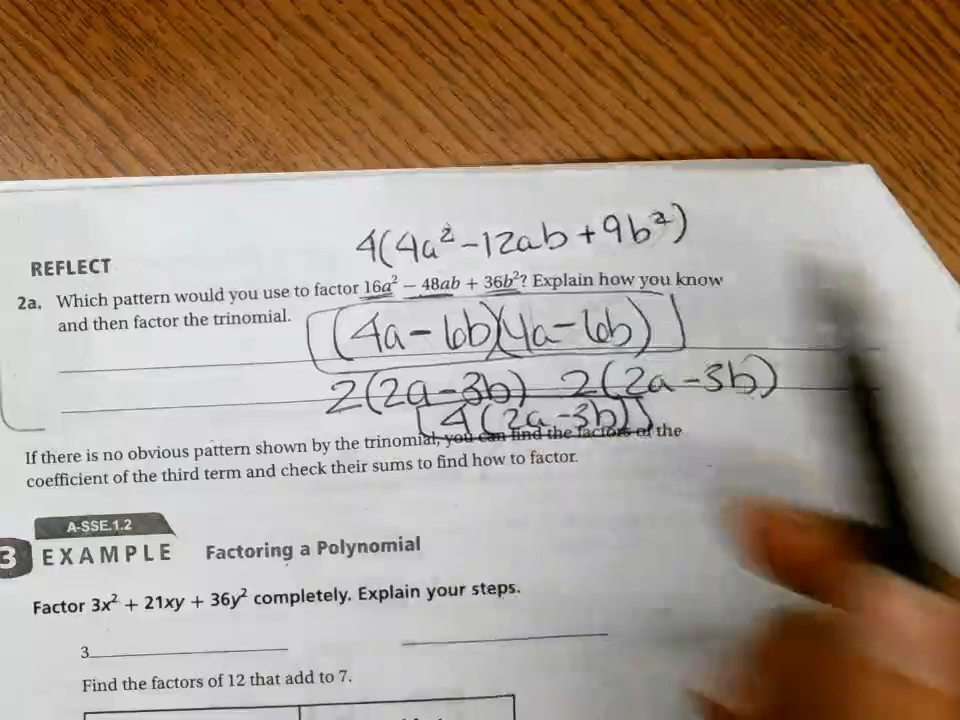 4(4a² -12ab +9b²)
REFLECT
2a. Which pattern would you use to factor 16a² − 48ab + 36b²? Explain how you know
and then factor the trinomial.
(4a - 6b)(4a - 6b)
2(2a-3b) 2(2a-3b)
4(2a-3b)
If there is no obvious pattern shown by the trinomial, you can find the factors of the
coefficient of the third term and check their sums to find how to factor.
A-SSE.1.2
3 EXAMPLE Factoring a Polynomial
Factor 3x² + 21xy + 36y² completely. Explain your steps.
3
Find the factors of 12 that add to 7.